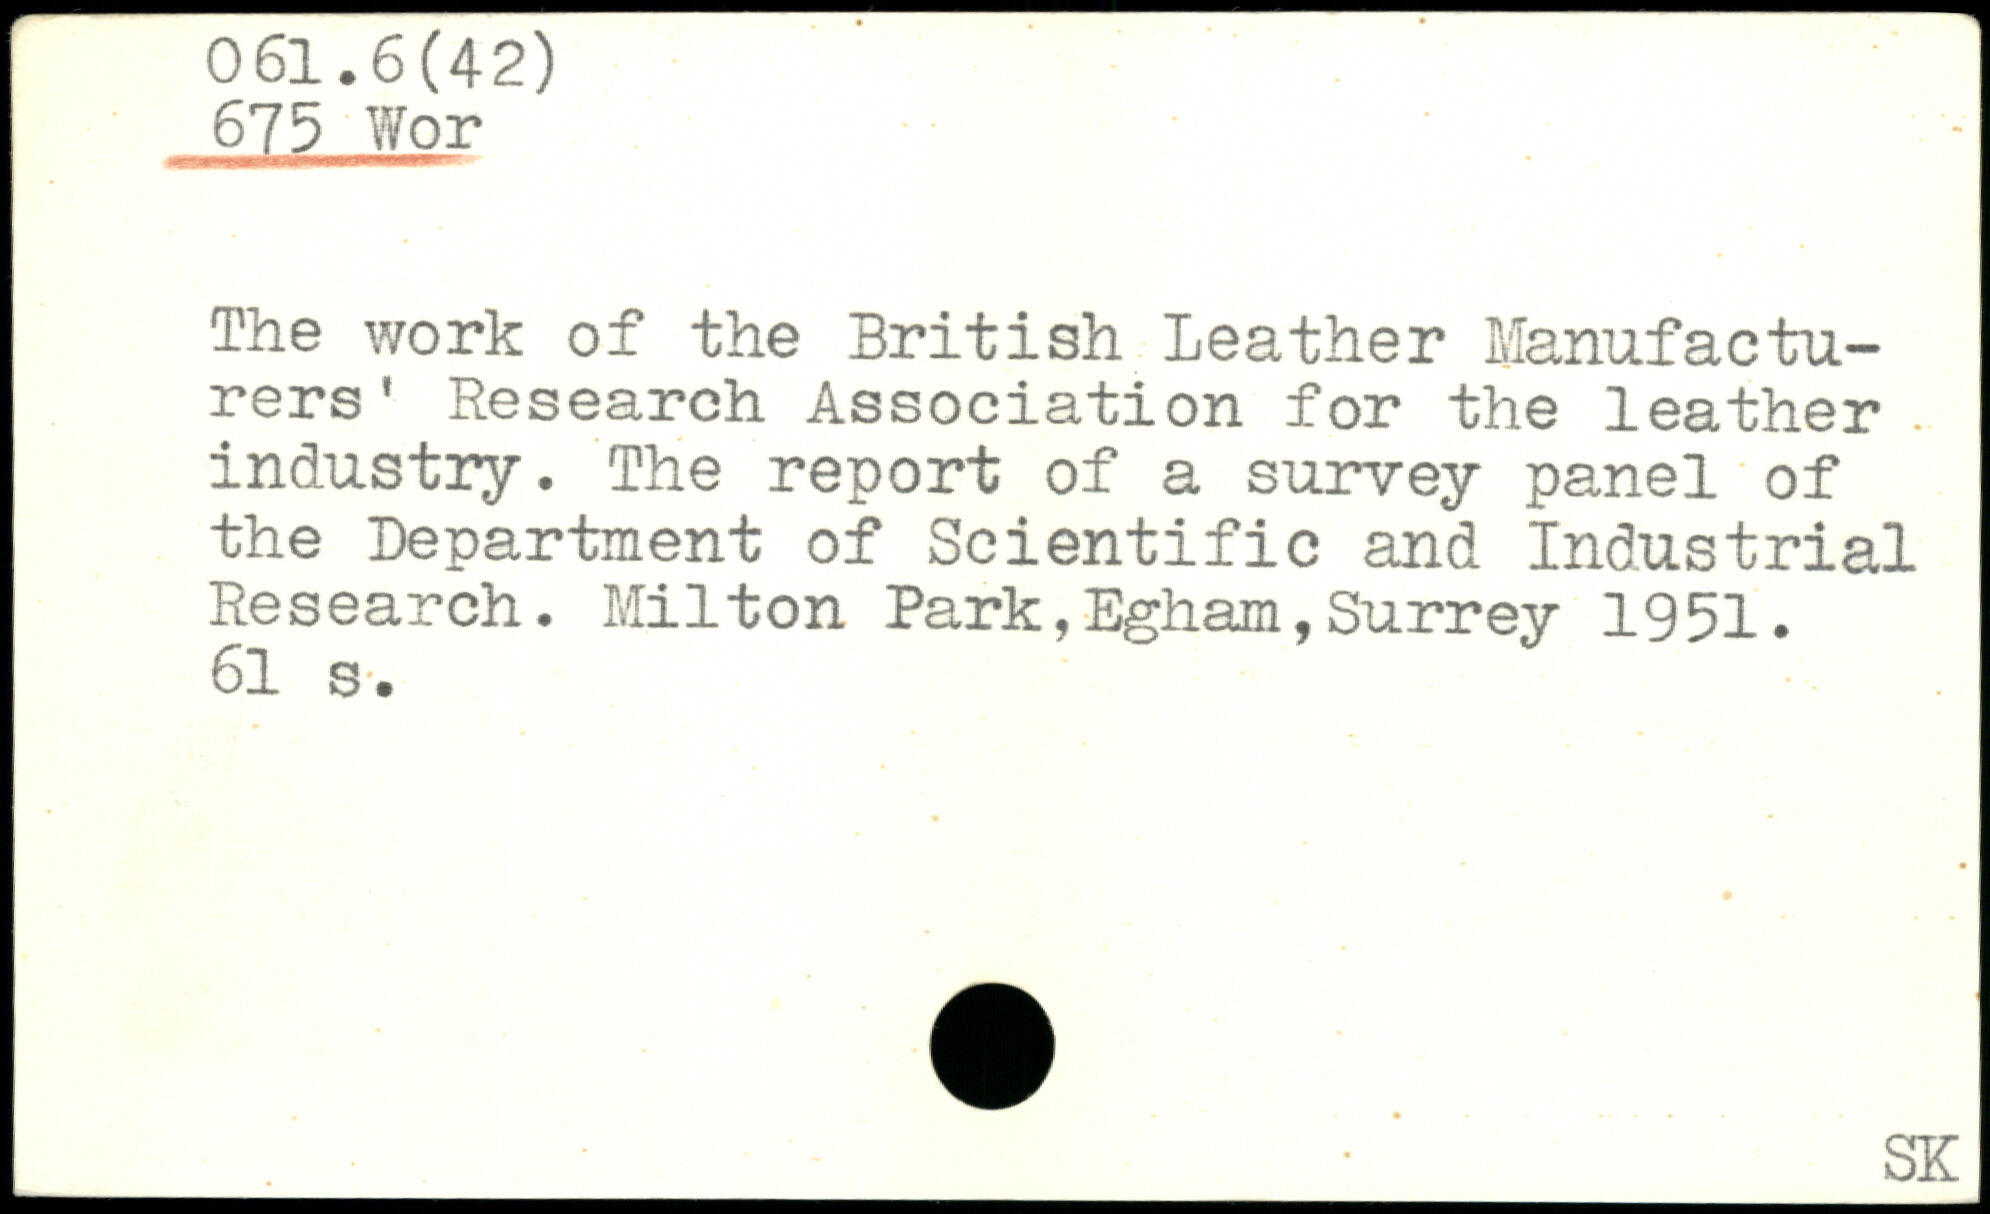 061.6(42)
675 Wor
The work of the British Leather Manufactu-
rers' Research Association for the leather
industry. The report of a survey panel of
the Department of Scientific and Industrial
Research. Milton Park,Egham,Surrey 1951.
61 s.
SK